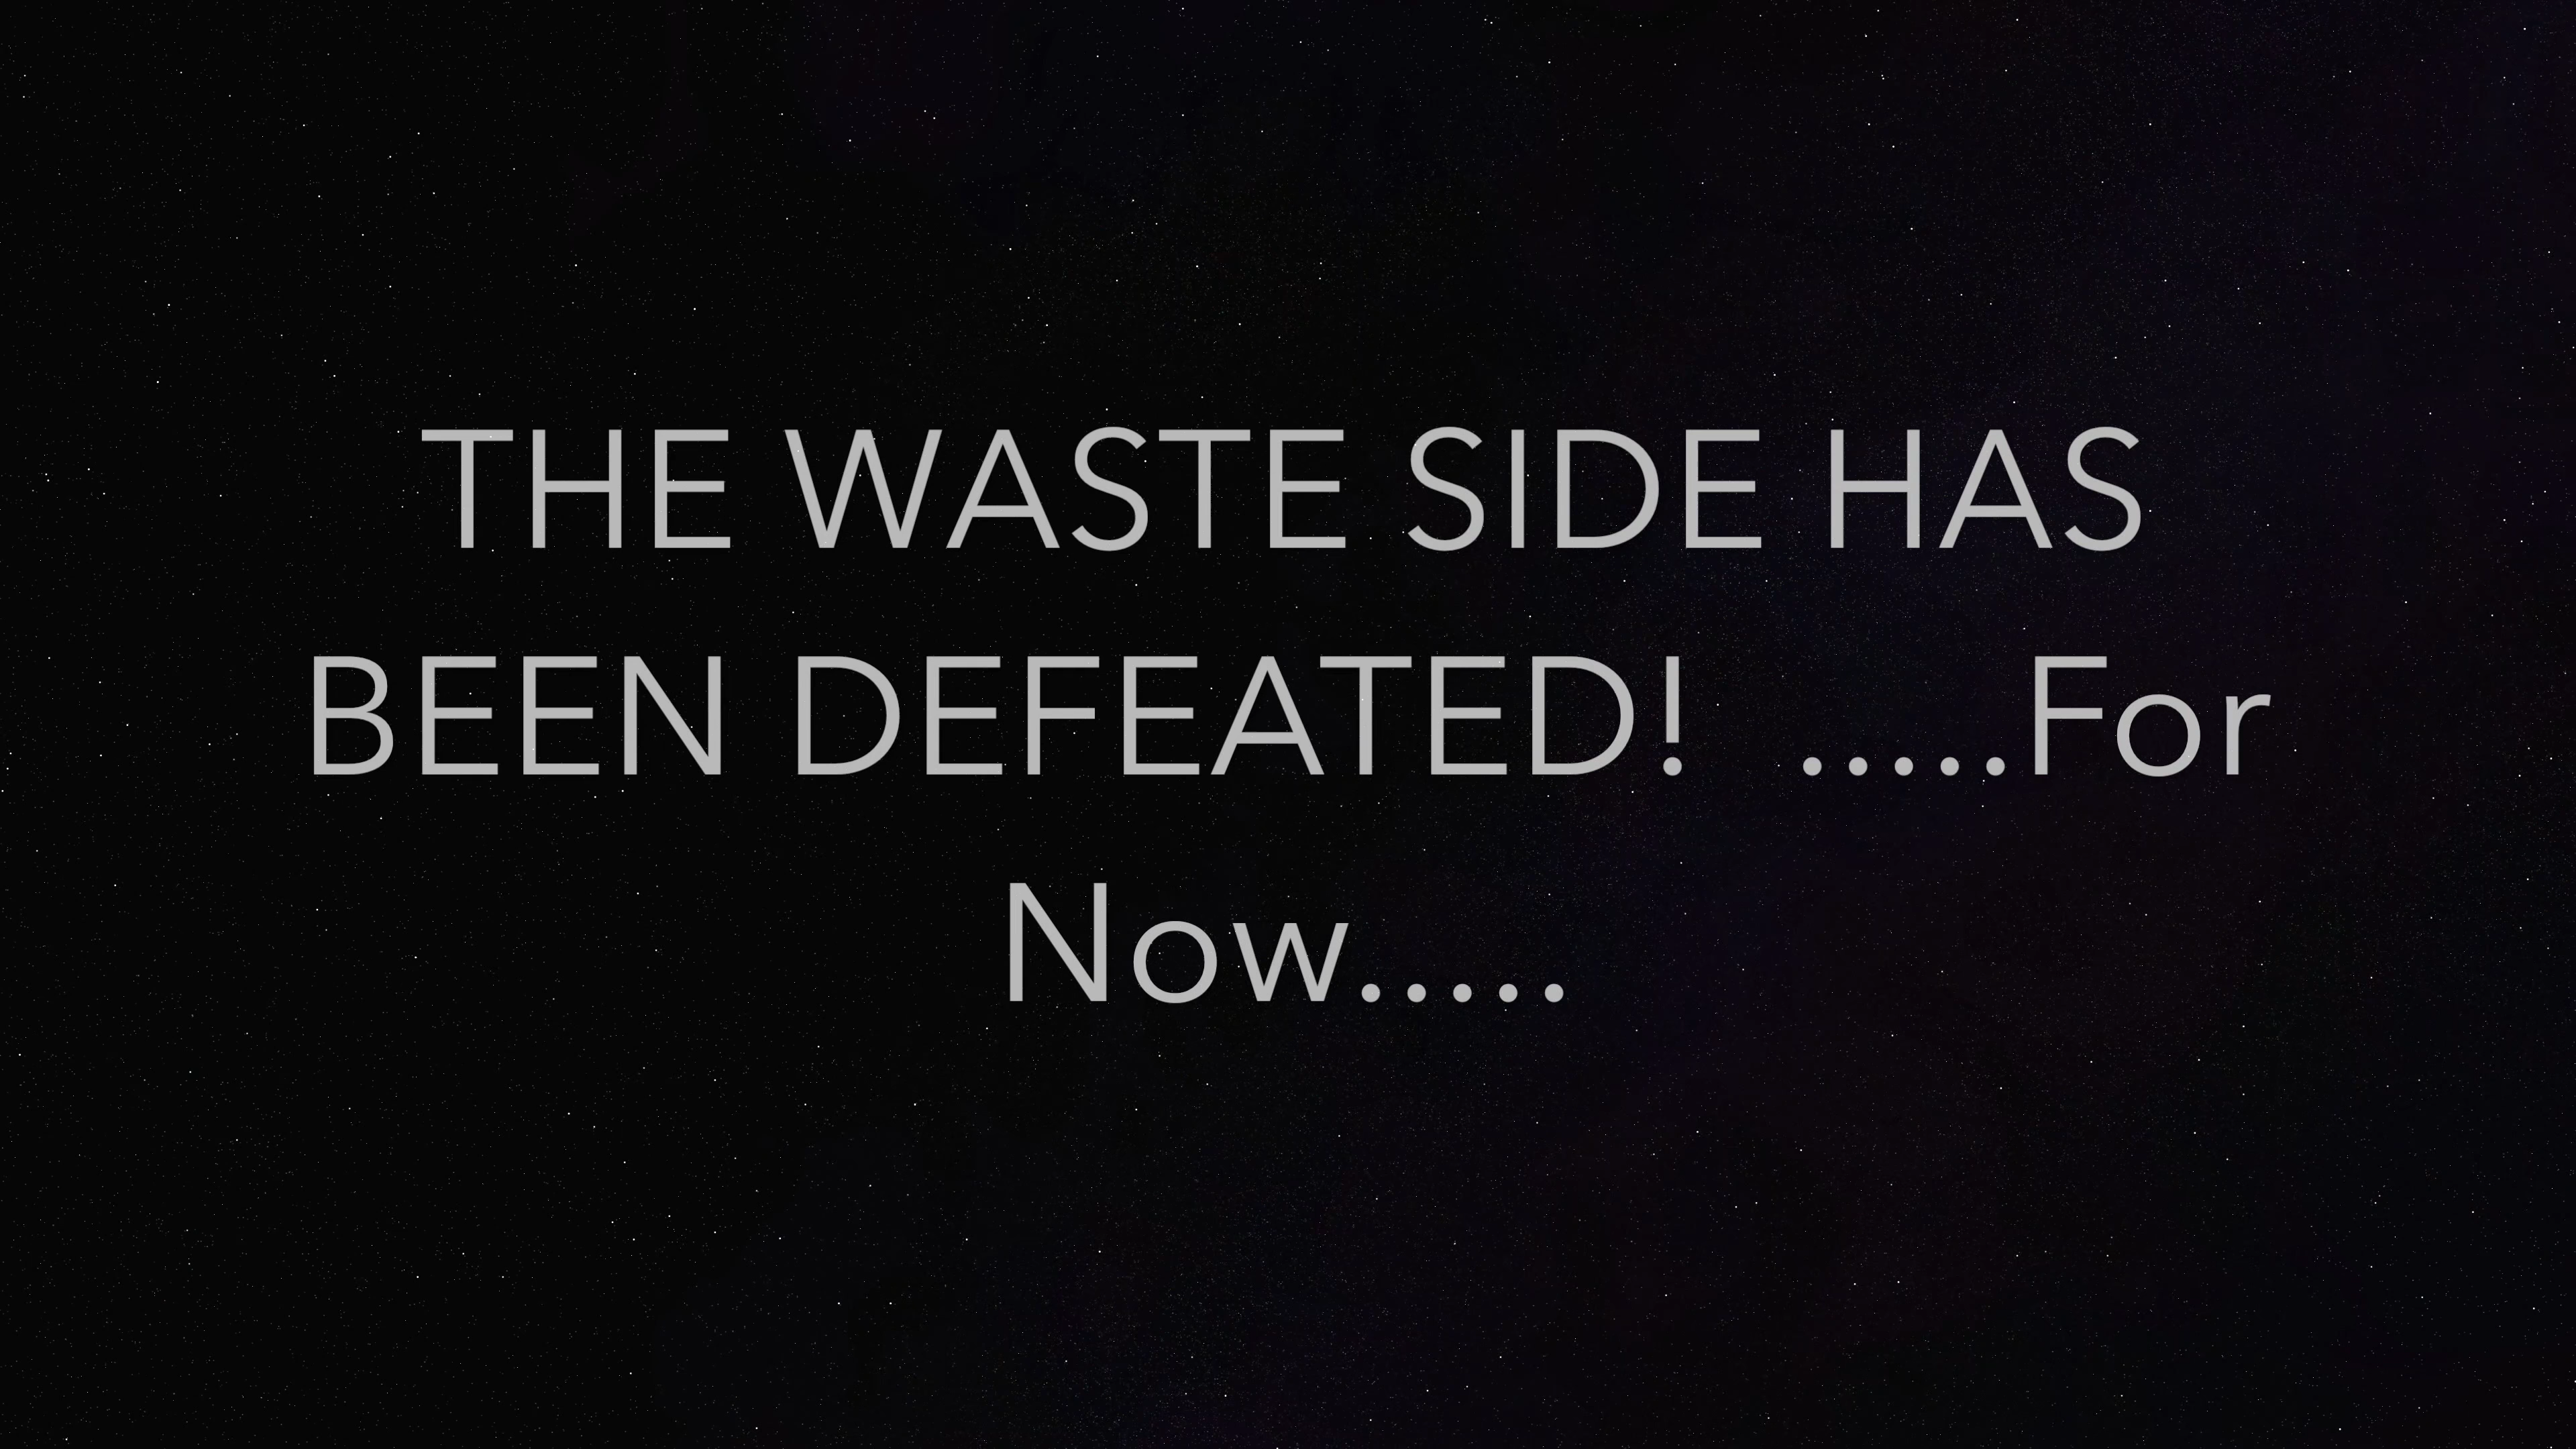 THE WASTE SIDE HAS
BEEN DEFEATED!  .....For
Now.....